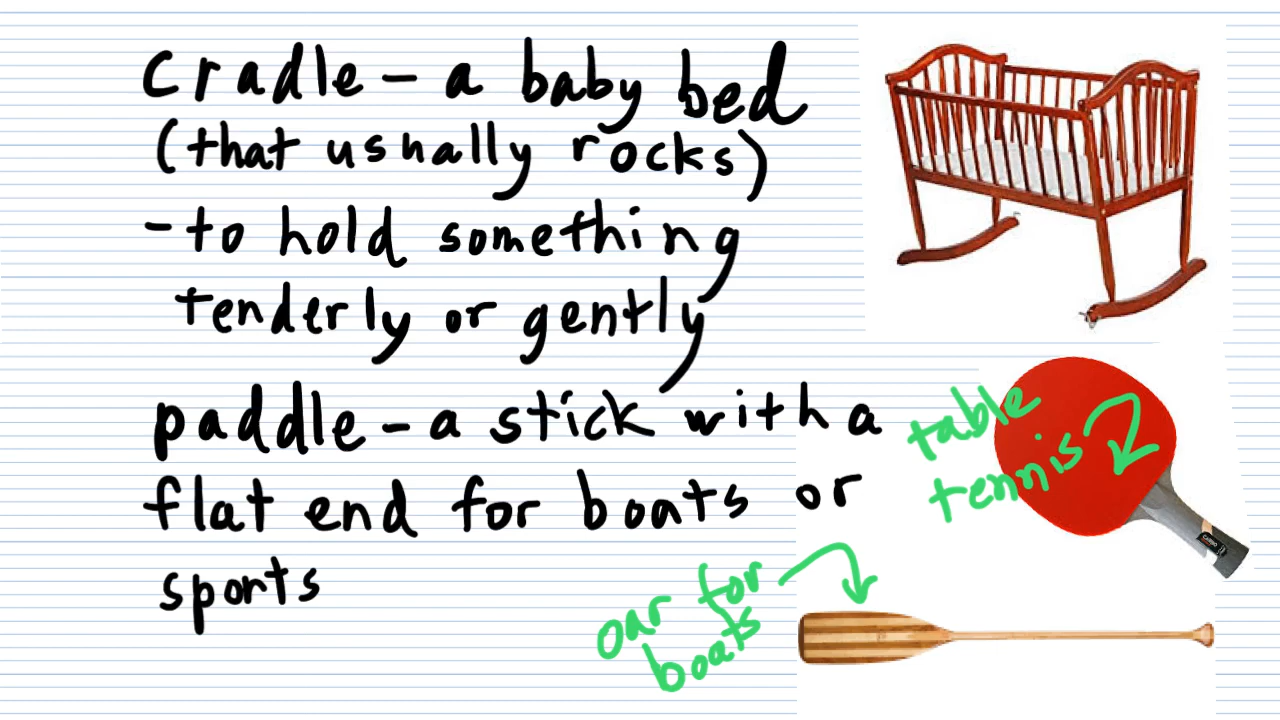 cradle - a baby bed
(that usually rocks)
- to hold something
tenderly or gently
paddle - a stick with a
flat end for boats or
sports
table
tennis
oar for
boats